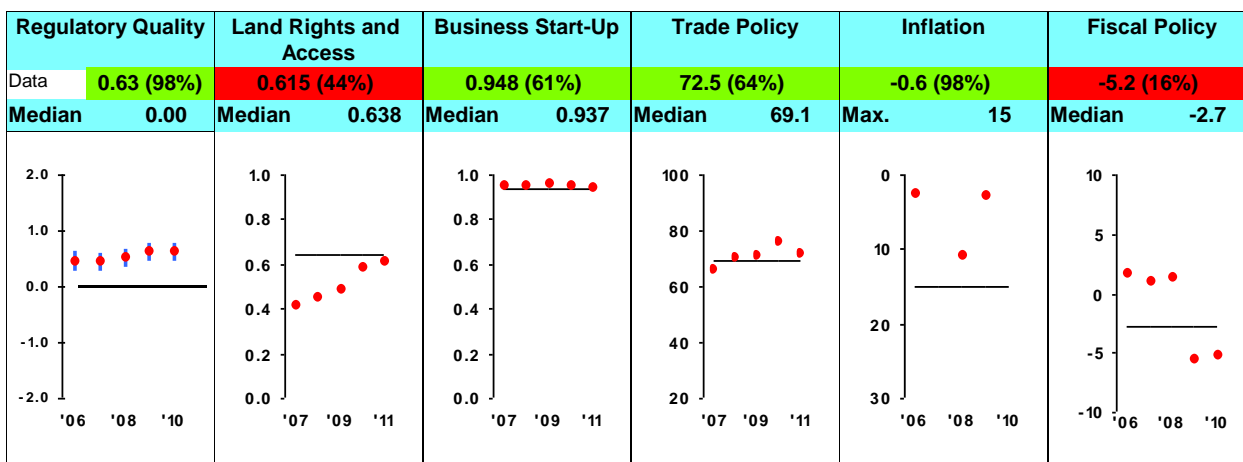 Regulatory Quality
Data 0.63 (98%)
Median 0.00
2.0
1.0
0.0
-1.0
-2.0
'06 '08 '10
Land Rights and
Access
0.615 (44%)
Median 0.638
1.0
0.8
0.6
0.4
0.2
0.0
'07 '09 '11
Business Start-Up
0.948 (61%)
Median 0.937
1.0
0.8
0.6
0.4
0.2
0.0
'07 '09 '11
Trade Policy
72.5 (64%)
Median 69.1
100
80
60
40
20
'07 '09 '11
Inflation
-0.6 (98%)
Max. 15
0
10
20
30
'06 '08 '10
Fiscal Policy
-5.2 (16%)
Median -2.7
10
5
0
-5
-10
'06 '08 '10